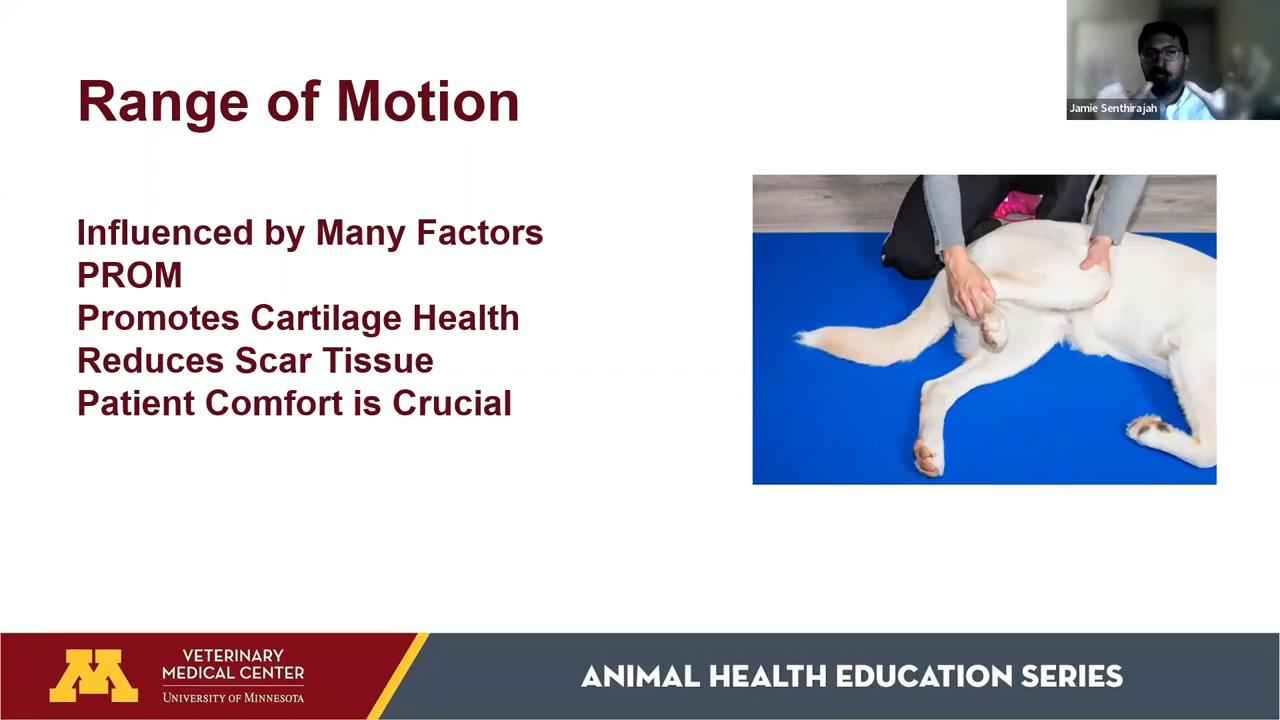 Range of Motion
Jamie Senthirajah
Influenced by Many Factors
PROM
Promotes Cartilage Health
Reduces Scar Tissue
Patient Comfort is Crucial
M
VETERINARY
MEDICAL CENTER
UNIVERSITY OF MINNESOTA
ANIMAL HEALTH EDUCATION SERIES